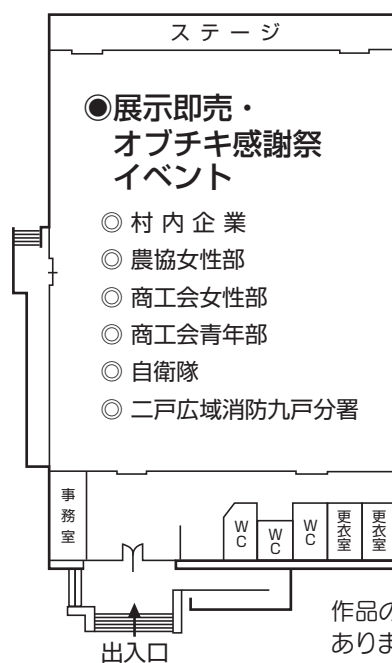 ステージ
◉展示即売・
オブチキ感謝祭
イベント
◎ 村内企業
◎ 農協女性部
◎ 商工会女性部
◎ 商工会青年部
◎ 自衛隊
◎ 二戸広域消防九戸分署
事務室
WC
WC
WC
更衣室
更衣室
出入口
作品の
ありま